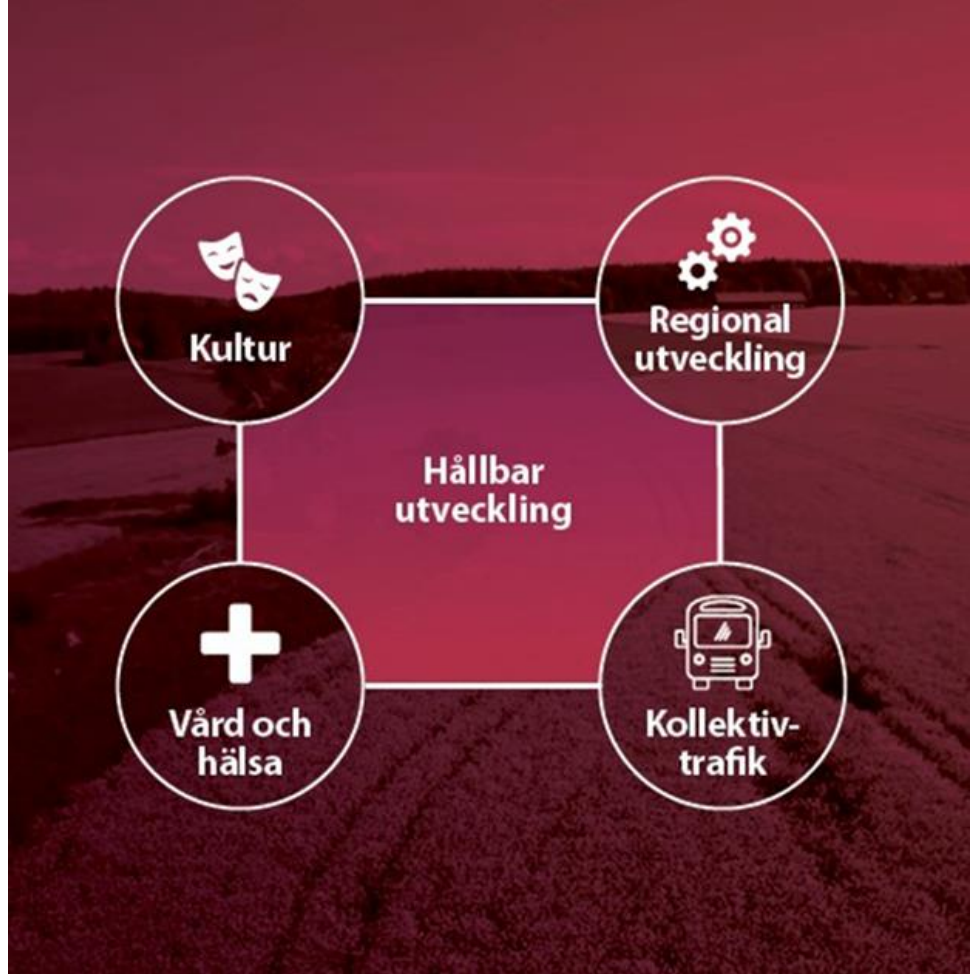 Kultur
Regional
utveckling
Hållbar
utveckling
Vård och
hälsa
Kollektiv-
trafik